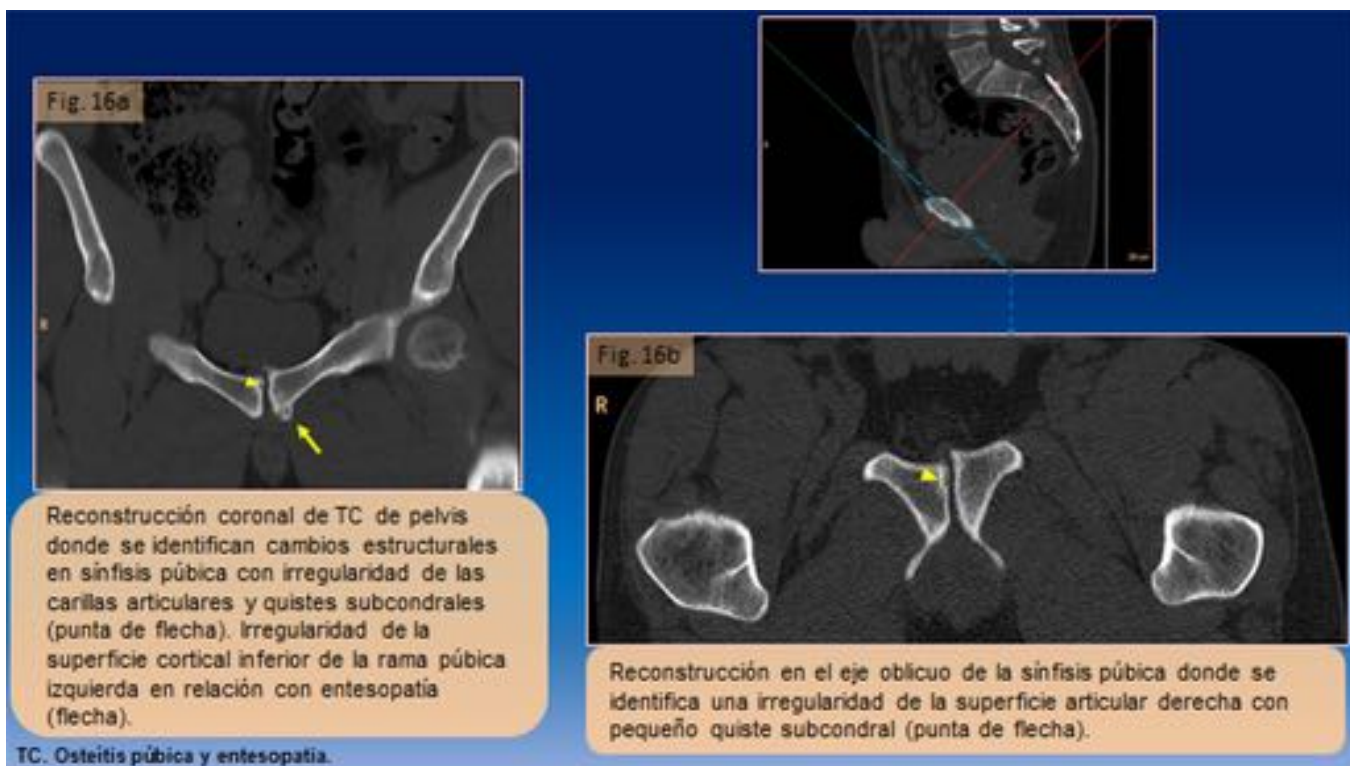 Fig. 16a
R
Reconstrucción coronal de TC de pelvis
donde se identifican cambios estructurales
en sínfisis púbica con irregularidad de las
carillas articulares y quistes subcondrales
(punta de flecha). Irregularidad de la
superficie cortical inferior de la rama púbica
izquierda en relación con entesopatía
(flecha).
Fig. 16b
R
Reconstrucción en el eje oblicuo de la sínfisis púbica donde se
identifica una irregularidad de la superficie articular derecha con
pequeño quiste subcondral (punta de flecha).
TC. Osteítis púbica y entesopatía.